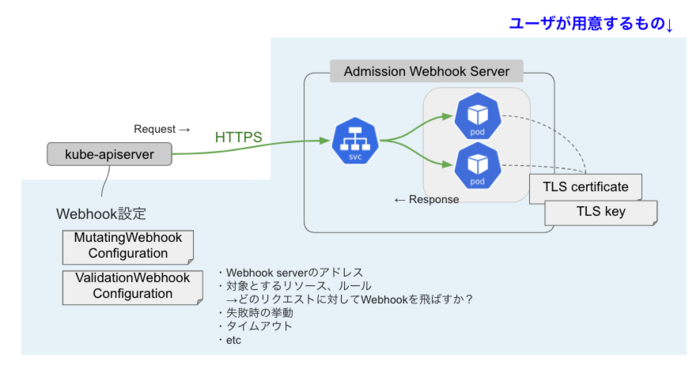 ユーザが用意するもの↓
Admission Webhook Server
Request →
HTTPS
kube-apiserver
svc
pod
pod
← Response
TLS certificate
TLS key
Webhook設定
MutatingWebhook
Configuration
ValidationWebhook
Configuration
・Webhook serverのアドレス
・対象とするリソース、ルール
→どのリクエストに対してWebhookを飛ばすか？
・失敗時の挙動
・タイムアウト
・etc